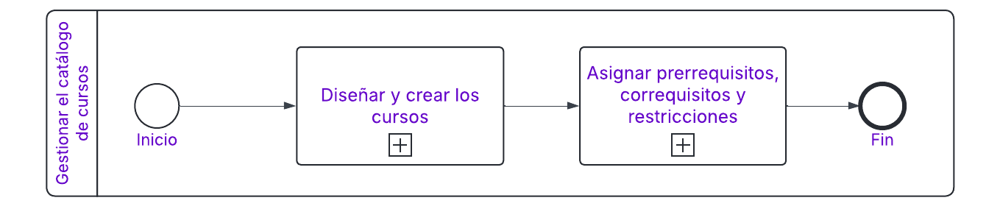 Gestionar el catálogo
de cursos
Inicio
Diseñar y crear los
cursos
Asignar prerrequisitos,
correquisitos y
restricciones
Fin